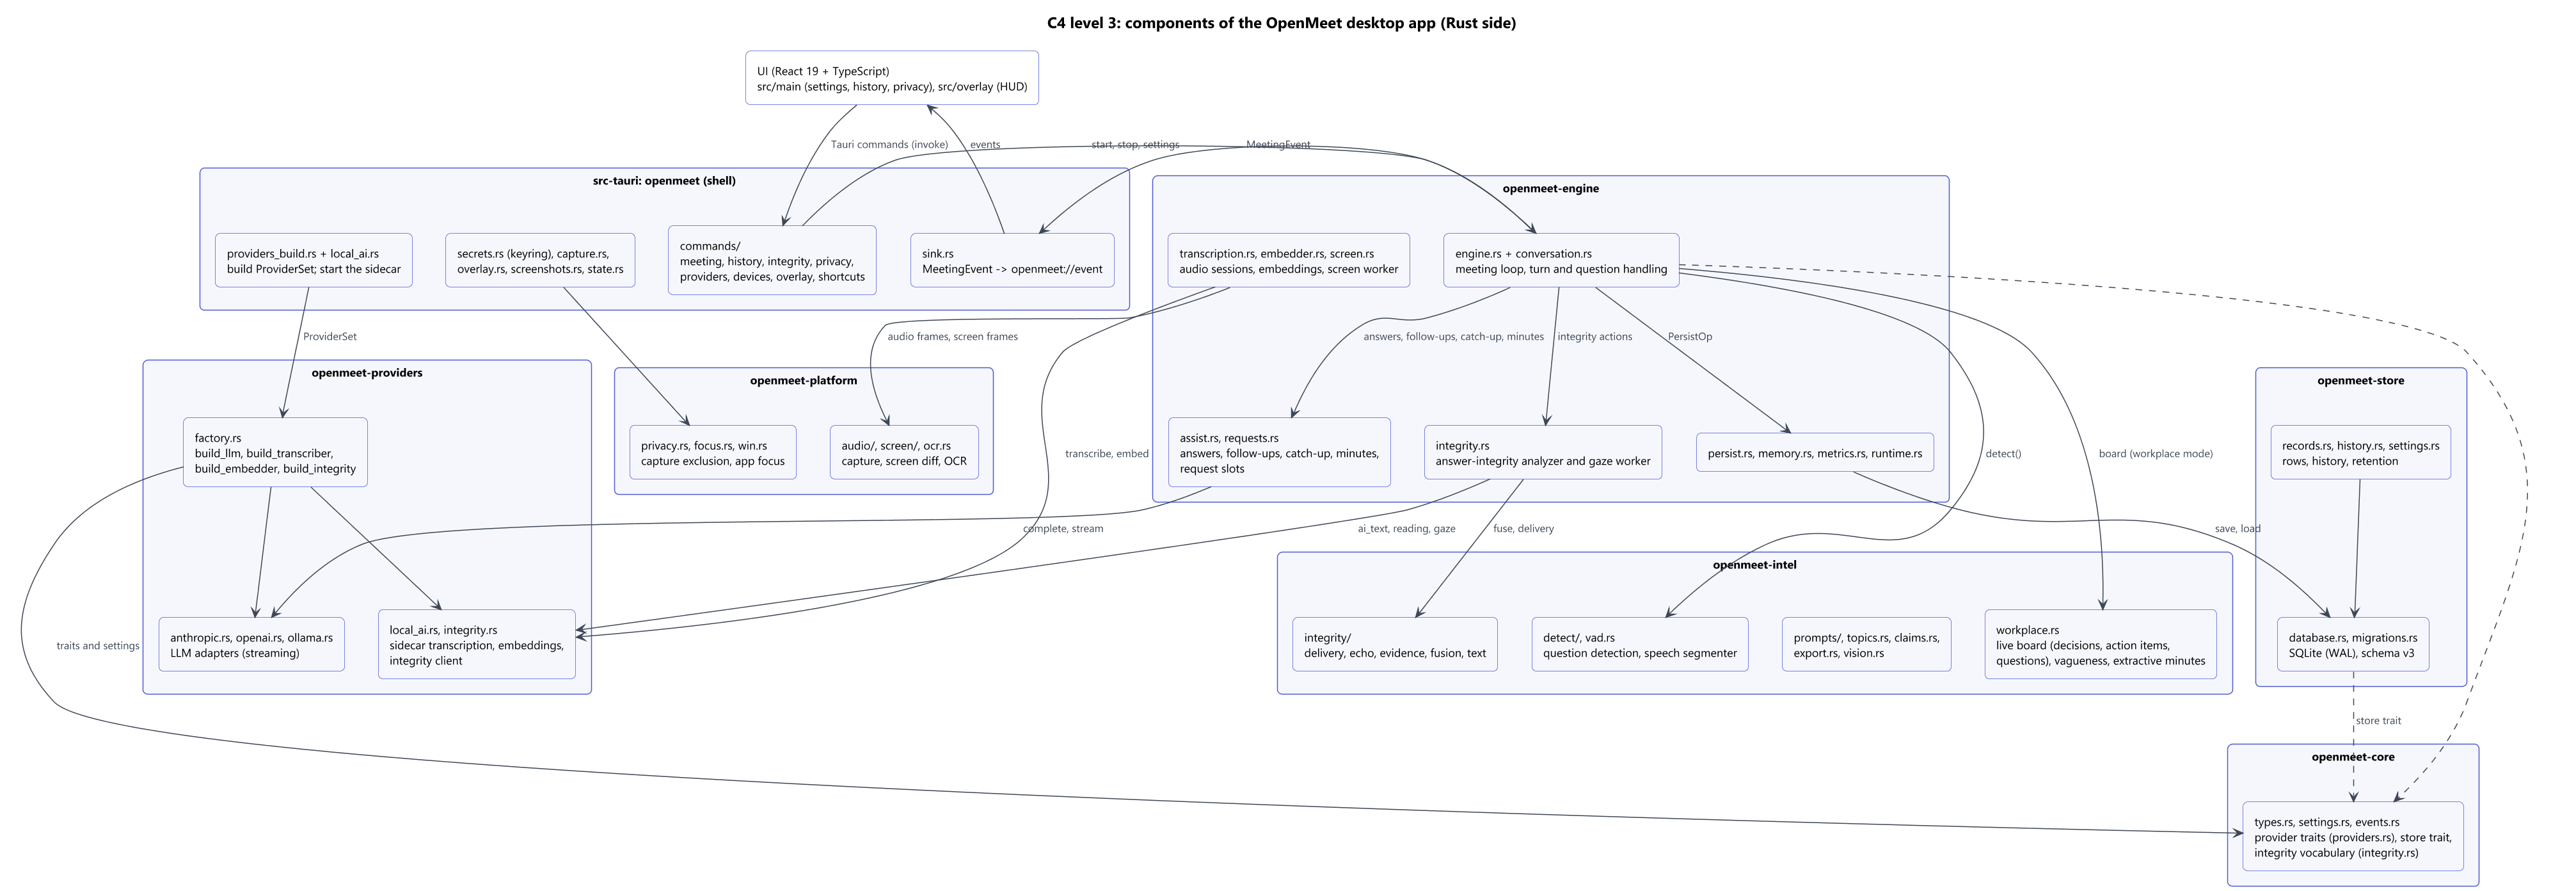 C4 level 3: components of the OpenMeet desktop app (Rust side)
UI (React 19 + TypeScript)
src/main (settings, history, privacy), src/overlay (HUD)
Tauri commands (invoke)
events
start, stop, settings
MeetingEvent
src-tauri: openmeet (shell)
providers_build.rs + local_ai.rs
build ProviderSet; start the sidecar
secrets.rs (keyring), capture.rs,
overlay.rs, screenshots.rs, state.rs
commands/
meeting, history, integrity, privacy,
providers, devices, overlay, shortcuts
sink.rs
MeetingEvent -> openmeet://event
openmeet-engine
transcription.rs, embedder.rs, screen.rs
audio sessions, embeddings, screen worker
engine.rs + conversation.rs
meeting loop, turn and question handling
ProviderSet
audio frames, screen frames
answers, follow-ups, catch-up, minutes
integrity actions
PersistOp
openmeet-providers
factory.rs
build_llm, build_transcriber,
build_embedder, build_integrity
openmeet-platform
privacy.rs, focus.rs, win.rs
capture exclusion, app focus
audio/, screen/, ocr.rs
capture, screen diff, OCR
transcribe, embed
assist.rs, requests.rs
answers, follow-ups, catch-up, minutes,
request slots
integrity.rs
answer-integrity analyzer and gaze worker
persist.rs, memory.rs, metrics.rs, runtime.rs
detect()
board (workplace mode)
openmeet-store
records.rs, history.rs, settings.rs
rows, history, retention
complete, stream
ai_text, reading, gaze
fuse, delivery
save, load
traits and settings
anthropic.rs, openai.rs, ollama.rs
LLM adapters (streaming)
local_ai.rs, integrity.rs
sidecar transcription, embeddings,
integrity client
openmeet-intel
integrity/
delivery, echo, evidence, fusion, text
detect/, vad.rs
question detection, speech segmenter
prompts/, topics.rs, claims.rs,
export.rs, vision.rs
workplace.rs
live board (decisions, action items,
questions), vagueness, extractive minutes
database.rs, migrations.rs
SQLite (WAL), schema v3
store trait
openmeet-core
types.rs, settings.rs, events.rs
provider traits (providers.rs), store trait,
integrity vocabulary (integrity.rs)